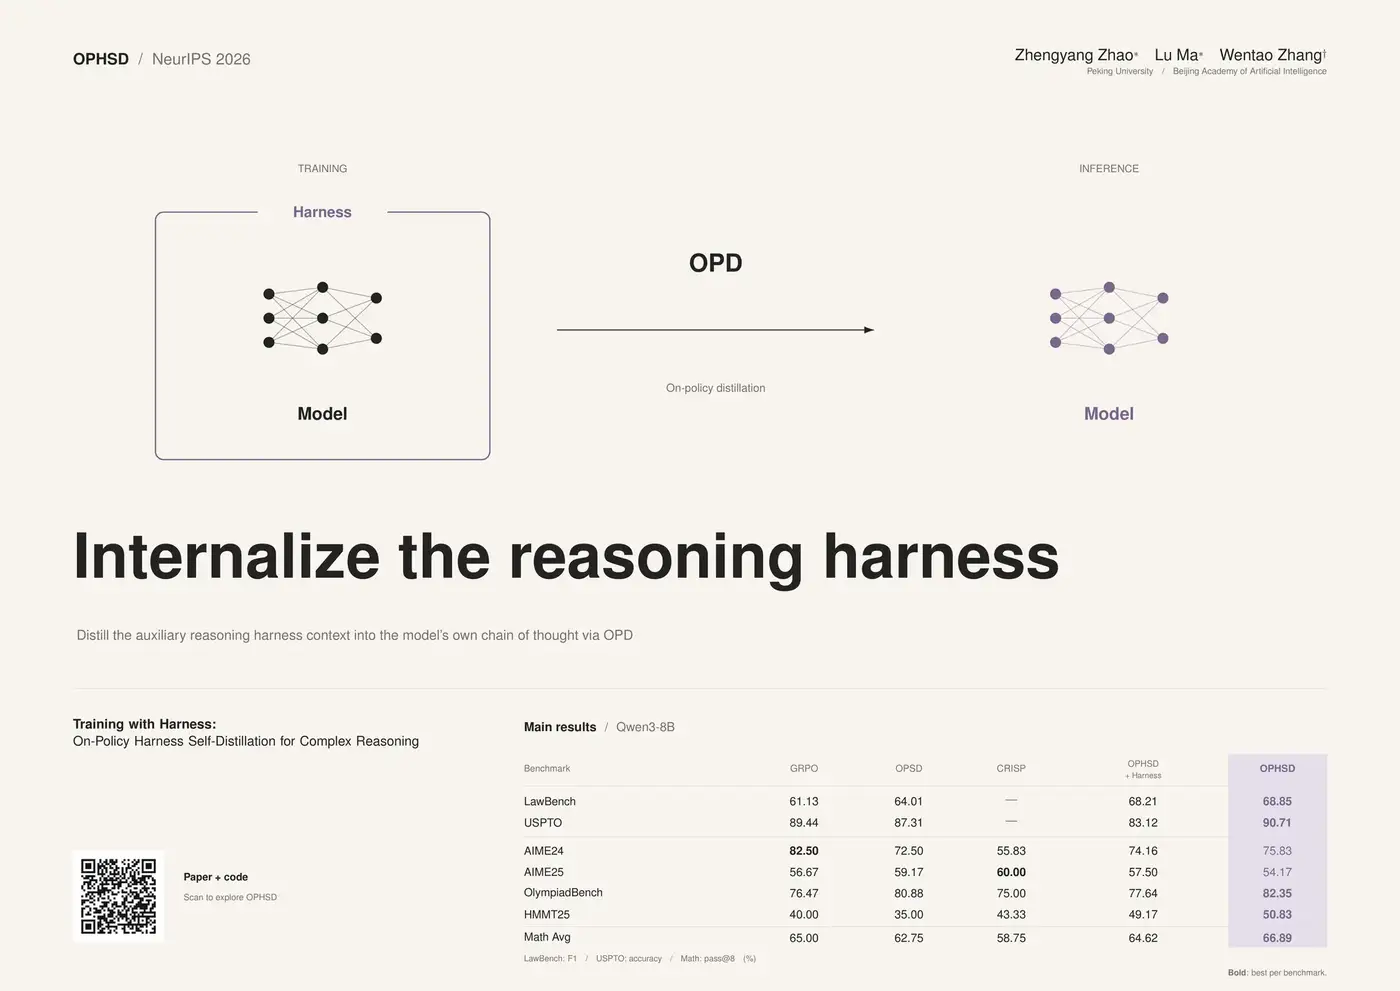 OPHSD / NeurIPS 2026
Zhengyang Zhao* Lu Ma* Wentao Zhang†
Peking University / Beijing Academy of Artificial Intelligence
TRAINING
INFERENCE
Harness
OPD
On-policy distillation
Model
Model
Internalize the reasoning harness
Distill the auxiliary reasoning harness context into the model's own chain of thought via OPD
Training with Harness:
On-Policy Harness Self-Distillation for Complex Reasoning
Paper + code
Scan to explore OPHSD
Main results / Qwen3-8B
Benchmark GRPO OPSD CRISP OPHSD + Harness OPHSD
LawBench 61.13 64.01 — 68.21 68.85
USPTO 89.44 87.31 — 83.12 90.71
AIME24 82.50 72.50 55.83 74.16 75.83
AIME25 56.67 59.17 60.00 57.50 54.17
OlympiadBench 76.47 80.88 75.00 77.64 82.35
HMMT25 40.00 35.00 43.33 49.17 50.83
Math Avg 65.00 62.75 58.75 64.62 66.89
LawBench: F1 / USPTO: accuracy / Math: pass@8 (%)
Bold: best per benchmark.